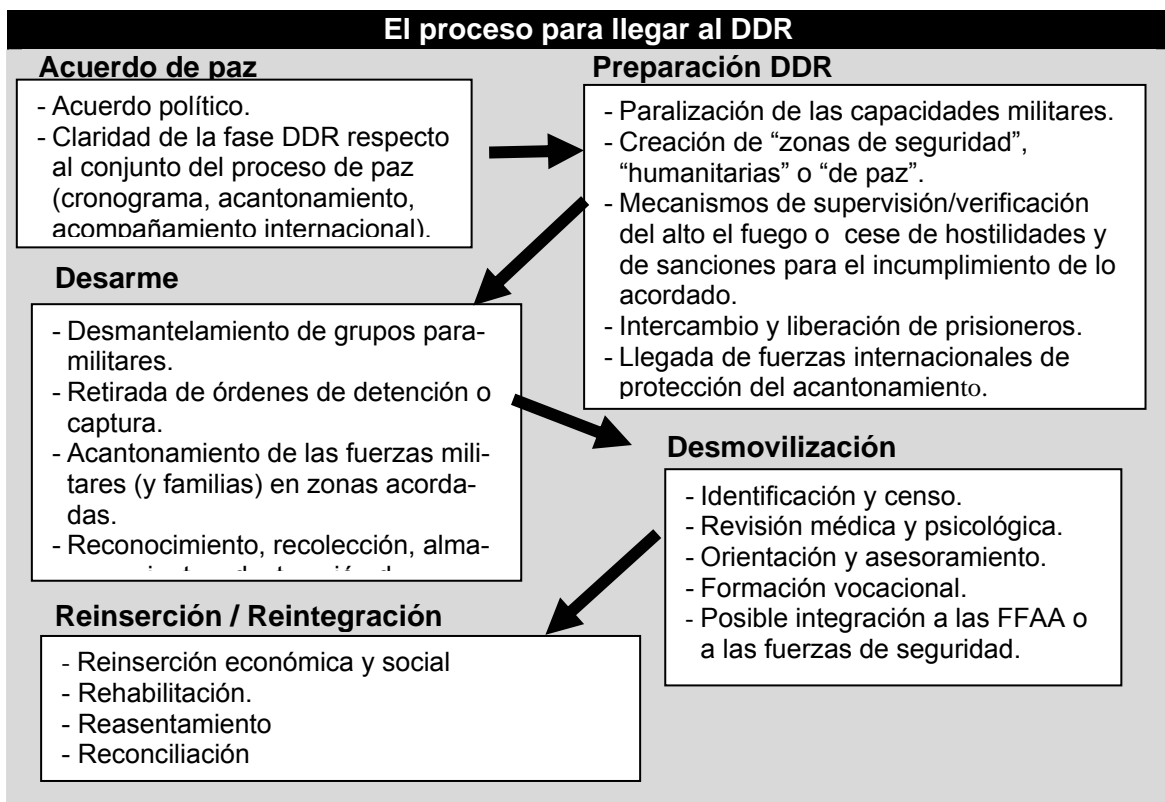 El proceso para llegar al DDR
Acuerdo de paz
- Acuerdo político.
- Claridad de la fase DDR respecto
al conjunto del proceso de paz
(cronograma, acantonamiento,
acompañamiento internacional).
Preparación DDR
- Paralización de las capacidades militares.
- Creación de “zonas de seguridad”,
“humanitarias” o “de paz”.
- Mecanismos de supervisión/verificación
del alto el fuego o cese de hostilidades y
de sanciones para el incumplimiento de lo
acordado.
- Intercambio y liberación de prisioneros.
- Llegada de fuerzas internacionales de
protección del acantonamiento.
Desarme
- Desmantelamiento de grupos para-
militares.
- Retirada de órdenes de detención o
captura.
- Acantonamiento de las fuerzas mili-
tares (y familias) en zonas acorda-
das.
- Reconocimiento, recolección, alma-
Desmovilización
- Identificación y censo.
- Revisión médica y psicológica.
- Orientación y asesoramiento.
- Formación vocacional.
- Posible integración a las FFAA o
a las fuerzas de seguridad.
Reinserción / Reintegración
- Reinserción económica y social
- Rehabilitación.
- Reasentamiento
- Reconciliación